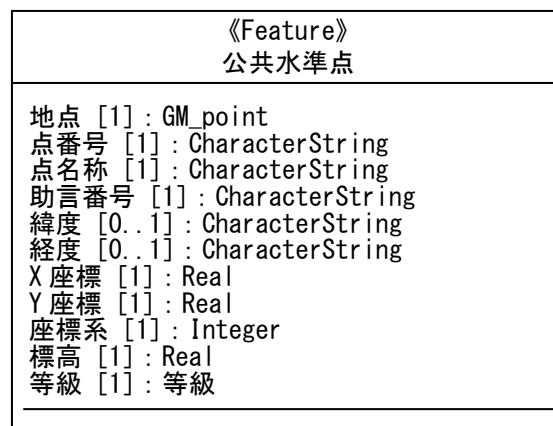 《Feature》
公共水準点
地点 [1]：GM_point
点番号 [1]：CharacterString
点名称 [1]：CharacterString
助言番号 [1]：CharacterString
緯度 [0..1]：CharacterString
経度 [0..1]：CharacterString
X座標 [1]：Real
Y座標 [1]：Real
座標系 [1]：Integer
標高 [1]：Real
等級 [1]：等級